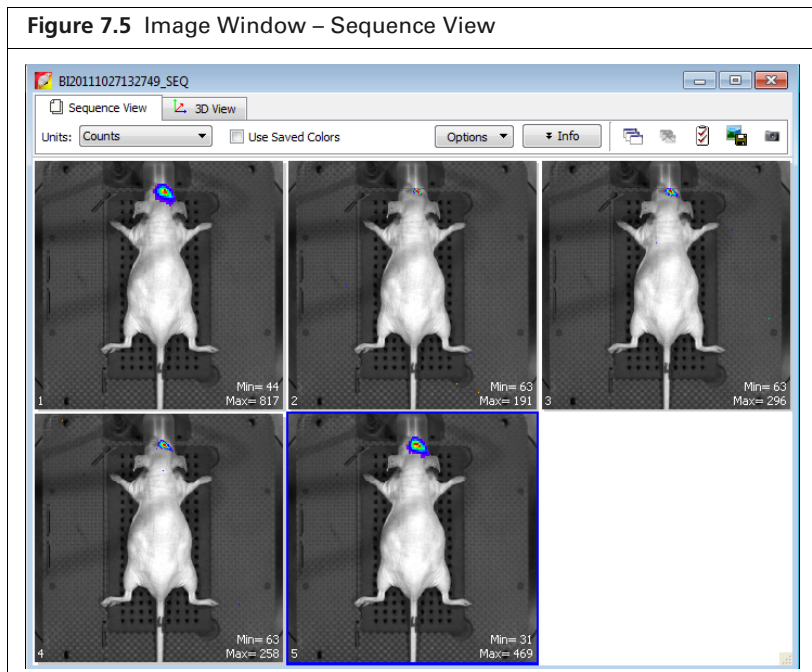 Figure 7.5 Image Window – Sequence View
BI20111027132749_SEQ
Sequence View
3D View
Units: Counts
Use Saved Colors
Options
Info
1
Min= 44
Max= 817
2
Min= 63
Max= 191
3
Min= 63
Max= 296
4
Min= 63
Max= 258
5
Min= 31
Max= 469